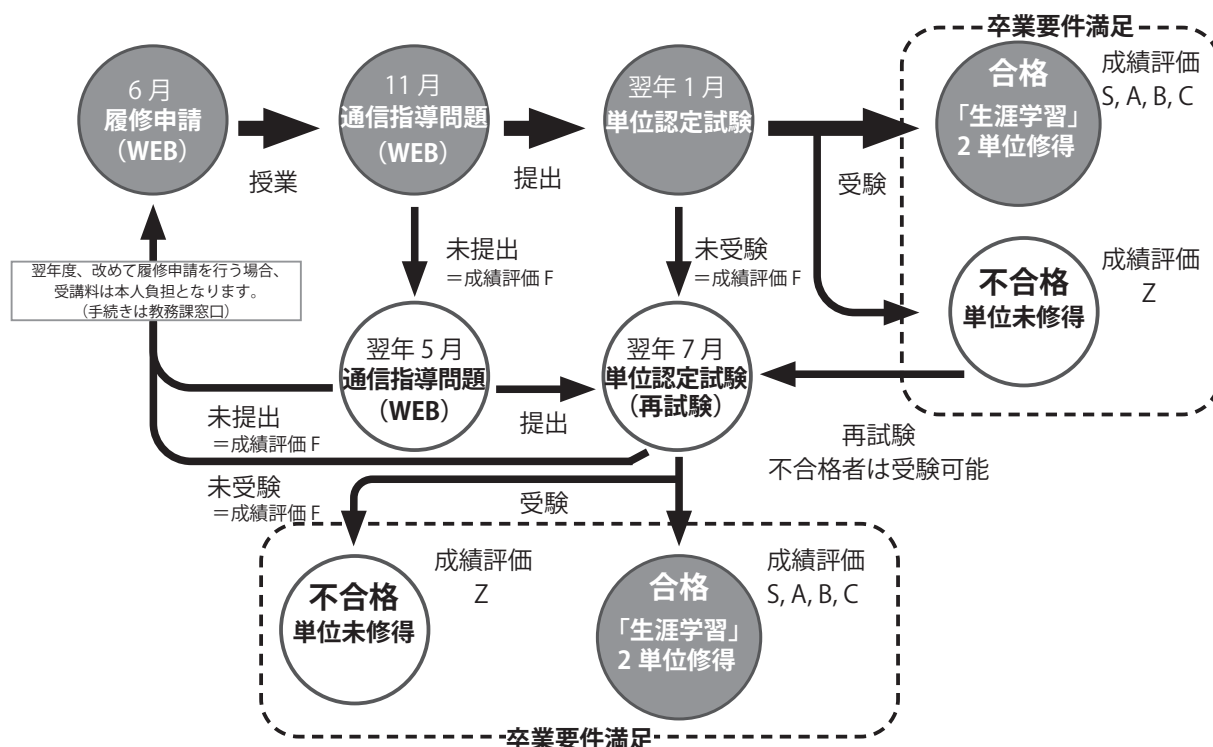 卒業要件満足
6 月
履修申請
（WEB）
授業
11 月
通信指導問題
（WEB）
提出
翌年 1 月
単位認定試験
受験
合格
「生涯学習」
2 単位修得
成績評価
S, A, B, C
未提出
＝成績評価 F
未受験
＝成績評価 F
不合格
単位未修得
成績評価
Z
翌年度、改めて履修申請を行う場合、
受講料は本人負担となります。
（手続きは教務課窓口）
翌年 5 月
通信指導問題
（WEB）
提出
翌年 7 月
単位認定試験
（再試験）
再試験
不合格者は受験可能
未提出
＝成績評価 F
未受験
＝成績評価 F
受験
不合格
単位未修得
成績評価
Z
合格
「生涯学習」
2 単位修得
成績評価
S, A, B, C
卒業要件満足